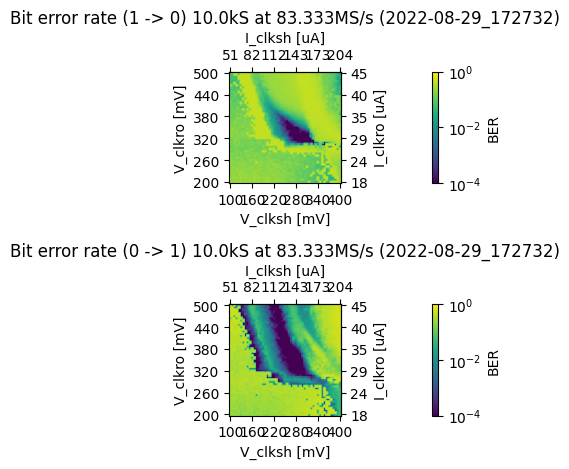 Bit error rate (1 -> 0) 10.0kS at 83.333MS/s (2022-08-29_172732)
I_clksh [uA]
51 82 112 143 173 204
V_clkro [mV]
500 440 380 320 260 200
45 40 35 29 24 18
I_clkro [uA]
100 160 220 280 340 400
V_clksh [mV]
10^0
10^-2
10^-4
BER
Bit error rate (0 -> 1) 10.0kS at 83.333MS/s (2022-08-29_172732)
I_clksh [uA]
51 82 112 143 173 204
V_clkro [mV]
500 440 380 320 260 200
45 40 35 29 24 18
I_clkro [uA]
100 160 220 280 340 400
V_clksh [mV]
10^0
10^-2
10^-4
BER